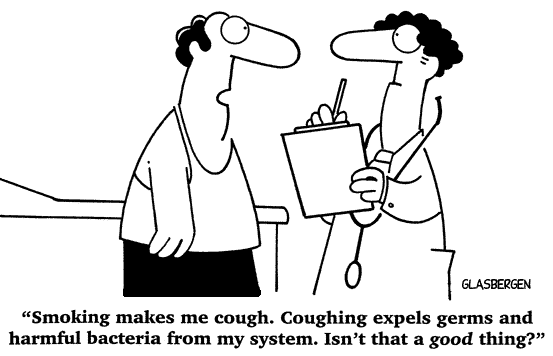 GLASBERGEN
“Smoking makes me cough. Coughing expels germs and
harmful bacteria from my system. Isn’t that a good thing?”